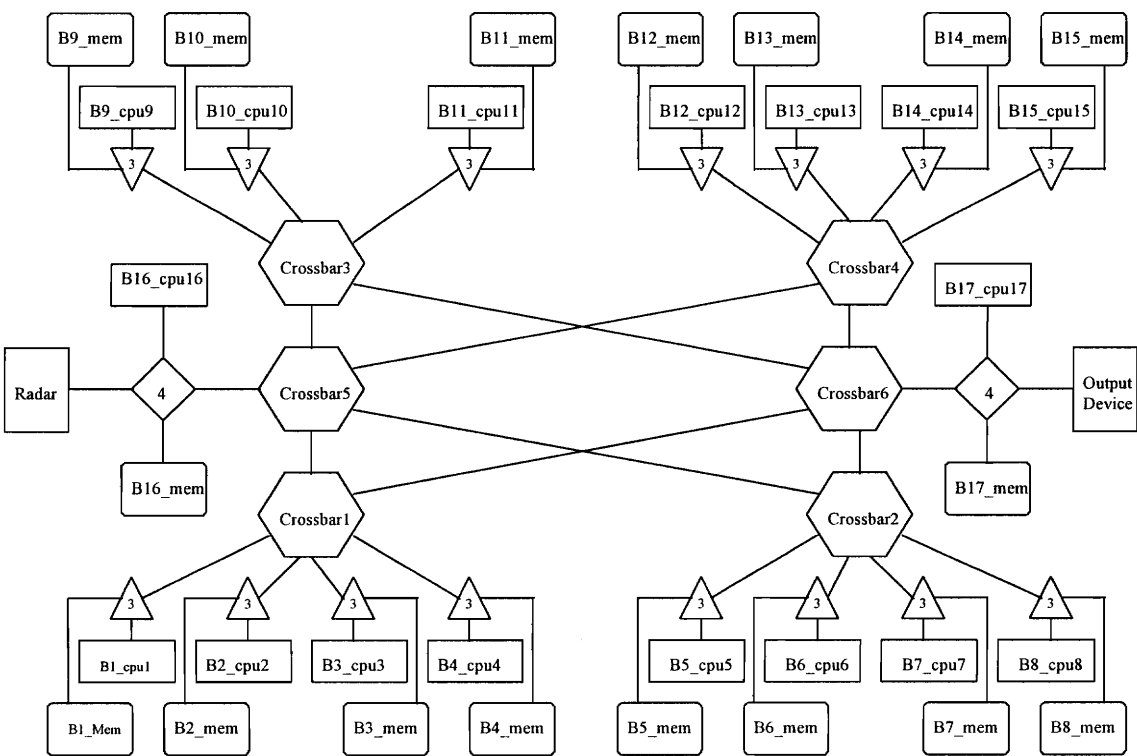 B9_mem
B10_mem
B11_mem
B12_mem
B13_mem
B14_mem
B15_mem
B9_cpu9
B10_cpu10
B11_cpu11
B12_cpu12
B13_cpu13
B14_cpu14
B15_cpu15
3
3
3
3
3
3
3
Crossbar3
Crossbar4
B16_cpu16
B17_cpu17
Radar
4
Crossbar5
Crossbar6
4
Output
Device
B16_mem
B17_mem
Crossbar1
Crossbar2
3
3
3
3
3
3
3
3
B1_cpu1
B2_cpu2
B3_cpu3
B4_cpu4
B5_cpu5
B6_cpu6
B7_cpu7
B8_cpu8
B1_Mem
B2_mem
B3_mem
B4_mem
B5_mem
B6_mem
B7_mem
B8_mem